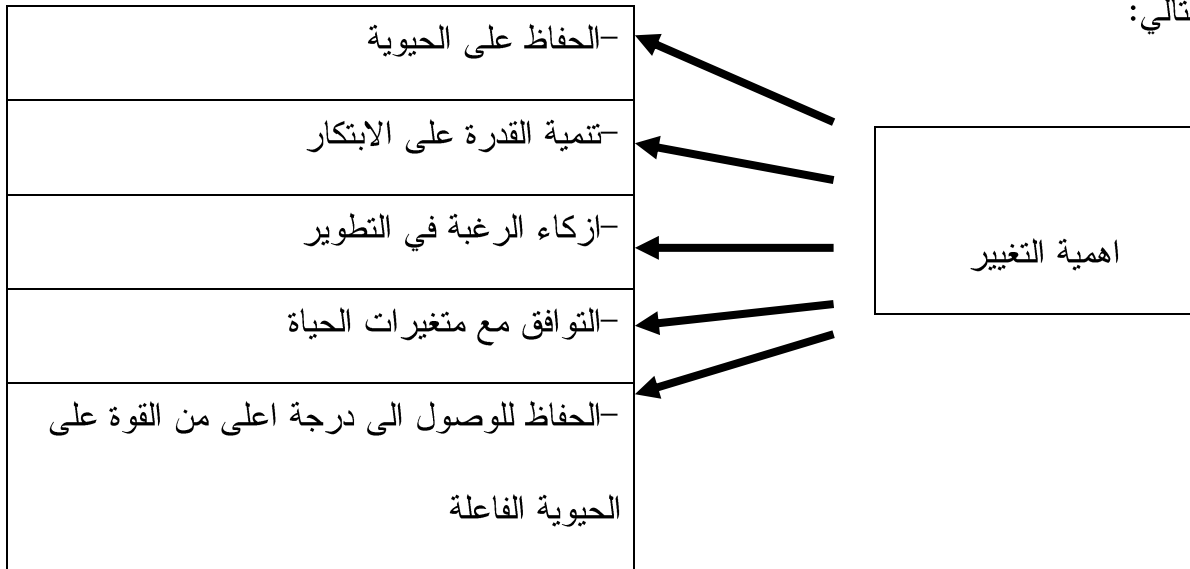 تالي:
اهمية التغيير
-الحفاظ على الحيوية
-تنمية القدرة على الابتكار
-ازكاء الرغبة في التطوير
-التوافق مع متغيرات الحياة
-الحفاظ للوصول الى درجة اعلى من القوة على
الحيوية الفاعلة